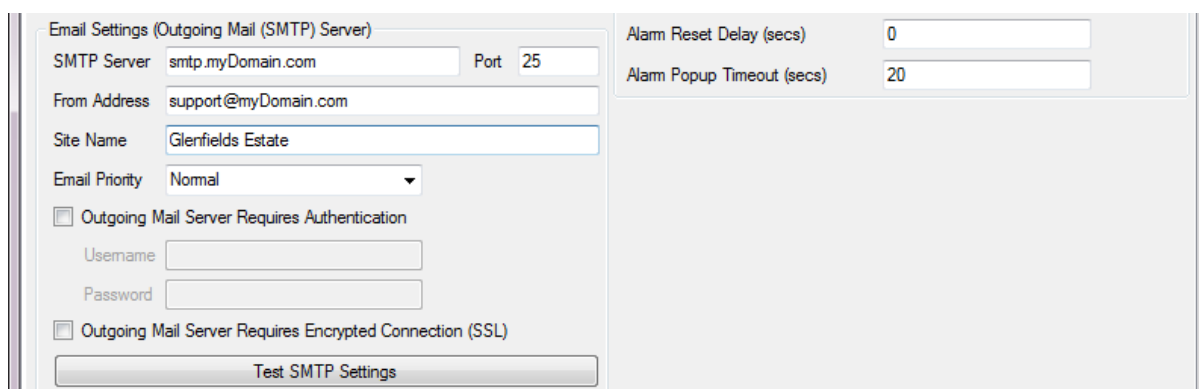 Email Settings (Outgoing Mail (SMTP) Server)
SMTP Server smtp.myDomain.com Port 25
From Address support@myDomain.com
Site Name Glenfields Estate
Email Priority Normal
Outgoing Mail Server Requires Authentication
Username
Password
Outgoing Mail Server Requires Encrypted Connection (SSL)
Test SMTP Settings
Alarm Reset Delay (secs) 0
Alarm Popup Timeout (secs) 20